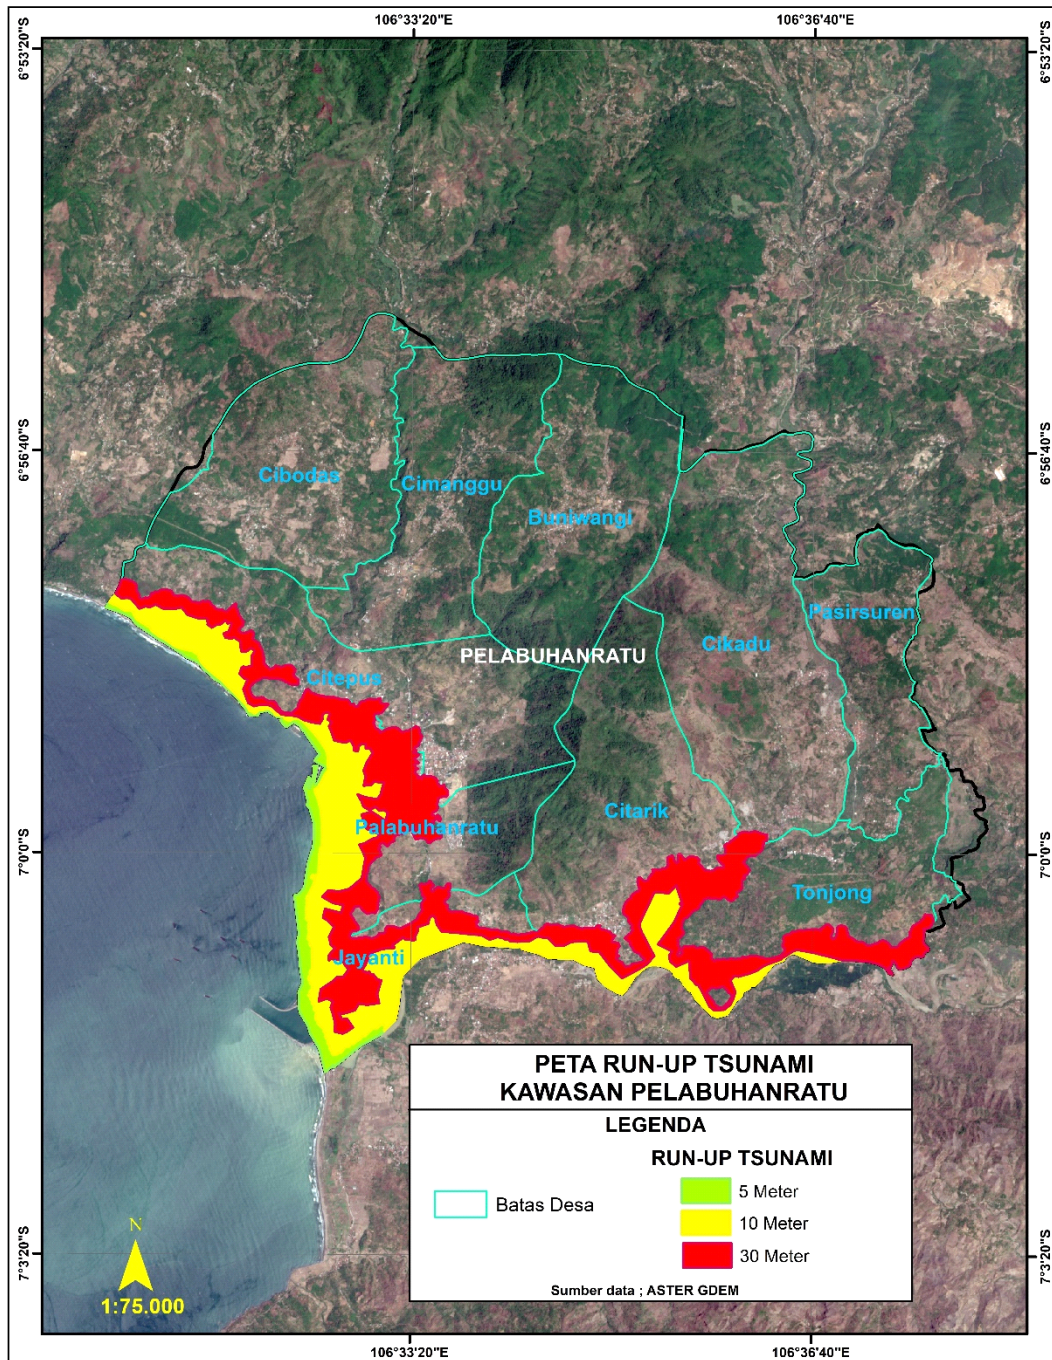 106°33'20"E
106°36'40"E
6°53'20"S
6°53'20"S
6°56'40"S
6°56'40"S
Cibodas
Cimanggu
Buniwangi
Pasirsuren
Cikadu
PELABUHANRATU
Citepus
Citarik
Palabuhanratu
7°0'0"S
7°0'0"S
Tonjong
Jayanti
PETA RUN-UP TSUNAMI
KAWASAN PELABUHANRATU
LEGENDA
RUN-UP TSUNAMI
Batas Desa
5 Meter
10 Meter
30 Meter
Sumber data ; ASTER GDEM
N
1:75.000
7°3'20"S
7°3'20"S
106°33'20"E
106°36'40"E